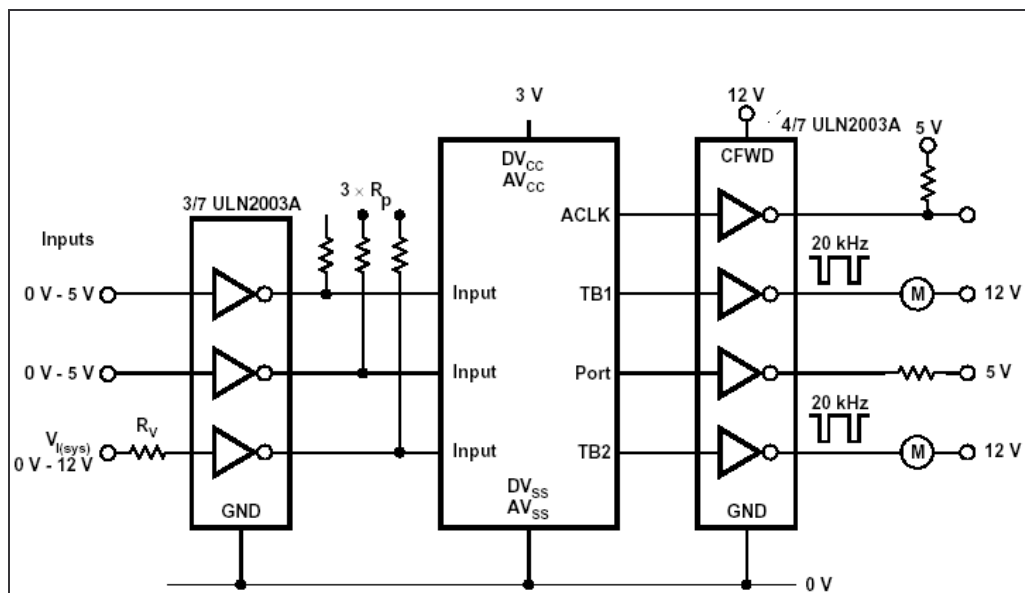 3 V
12 V
4/7 ULN2003A
5 V
DVCC
AVCC
CFWD
3 × Rp
3/7 ULN2003A
ACLK
Inputs
20 kHz
0 V - 5 V
Input
TB1
M
12 V
0 V - 5 V
Input
Port
5 V
20 kHz
VI(sys)
RV
0 V - 12 V
Input
TB2
M
12 V
DVSS
AVSS
GND
GND
0 V